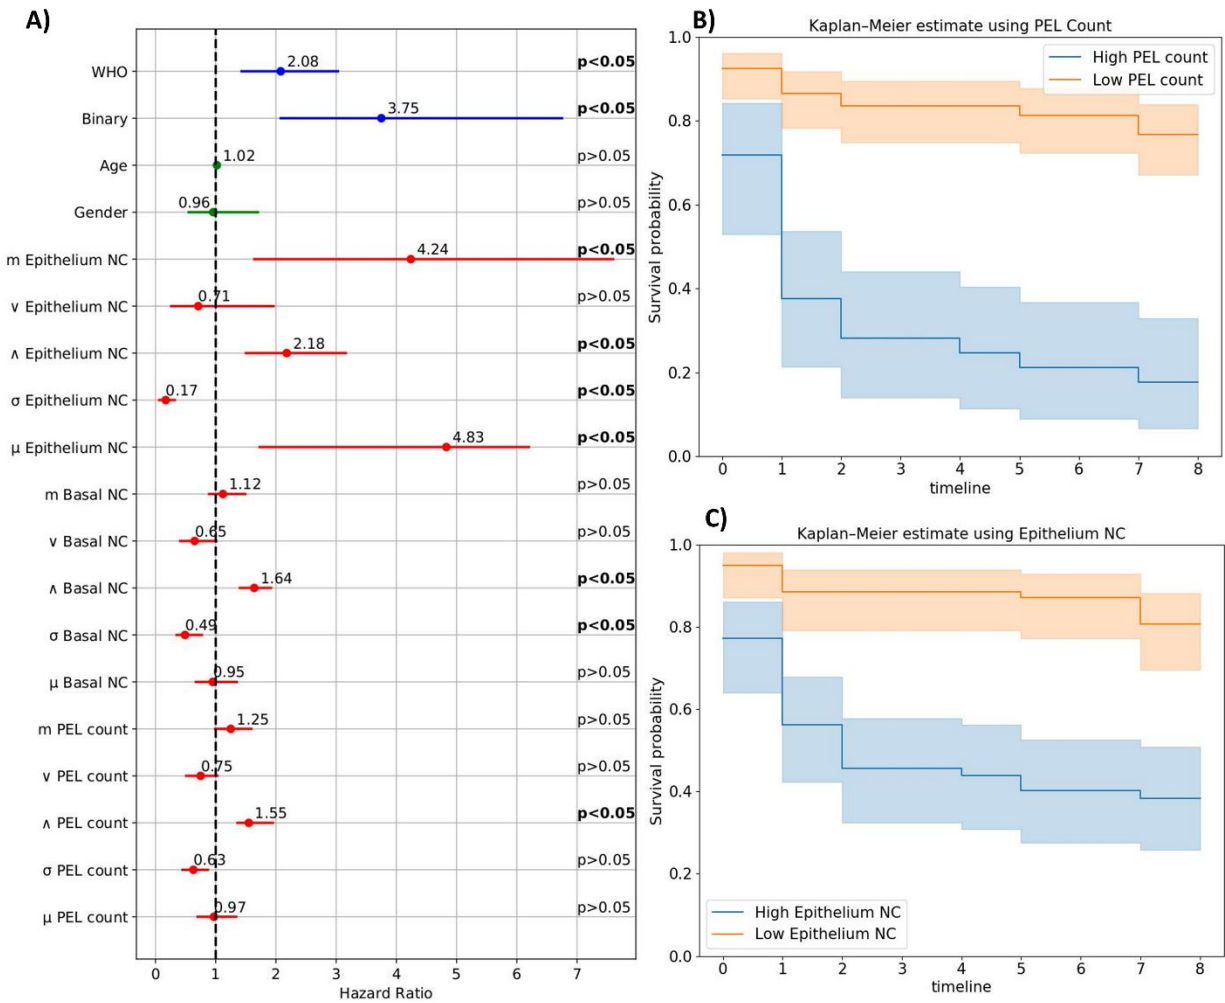 A)
WHO 2.08 p<0.05
Binary 3.75 p<0.05
Age 1.02 p>0.05
Gender 0.96 p>0.05
m Epithelium NC 4.24 p<0.05
∨ Epithelium NC 0.71 p>0.05
∧ Epithelium NC 2.18 p<0.05
σ Epithelium NC 0.17 p<0.05
μ Epithelium NC 4.83 p<0.05
m Basal NC 1.12 p>0.05
∨ Basal NC 0.65 p>0.05
∧ Basal NC 1.64 p<0.05
σ Basal NC 0.49 p<0.05
μ Basal NC 0.95 p>0.05
m PEL count 1.25 p>0.05
∨ PEL count 0.75 p>0.05
∧ PEL count 1.55 p<0.05
σ PEL count 0.63 p>0.05
μ PEL count 0.97 p>0.05
0 1 2 3 4 5 6 7
Hazard Ratio
B)
Kaplan–Meier estimate using PEL Count
High PEL count
Low PEL count
Survival probability
1.0
0.8
0.6
0.4
0.2
0.0
0 1 2 3 4 5 6 7 8
timeline
C)
Kaplan–Meier estimate using Epithelium NC
Survival probability
1.0
0.8
0.6
0.4
0.2
0.0
High Epithelium NC
Low Epithelium NC
0 1 2 3 4 5 6 7 8
timeline